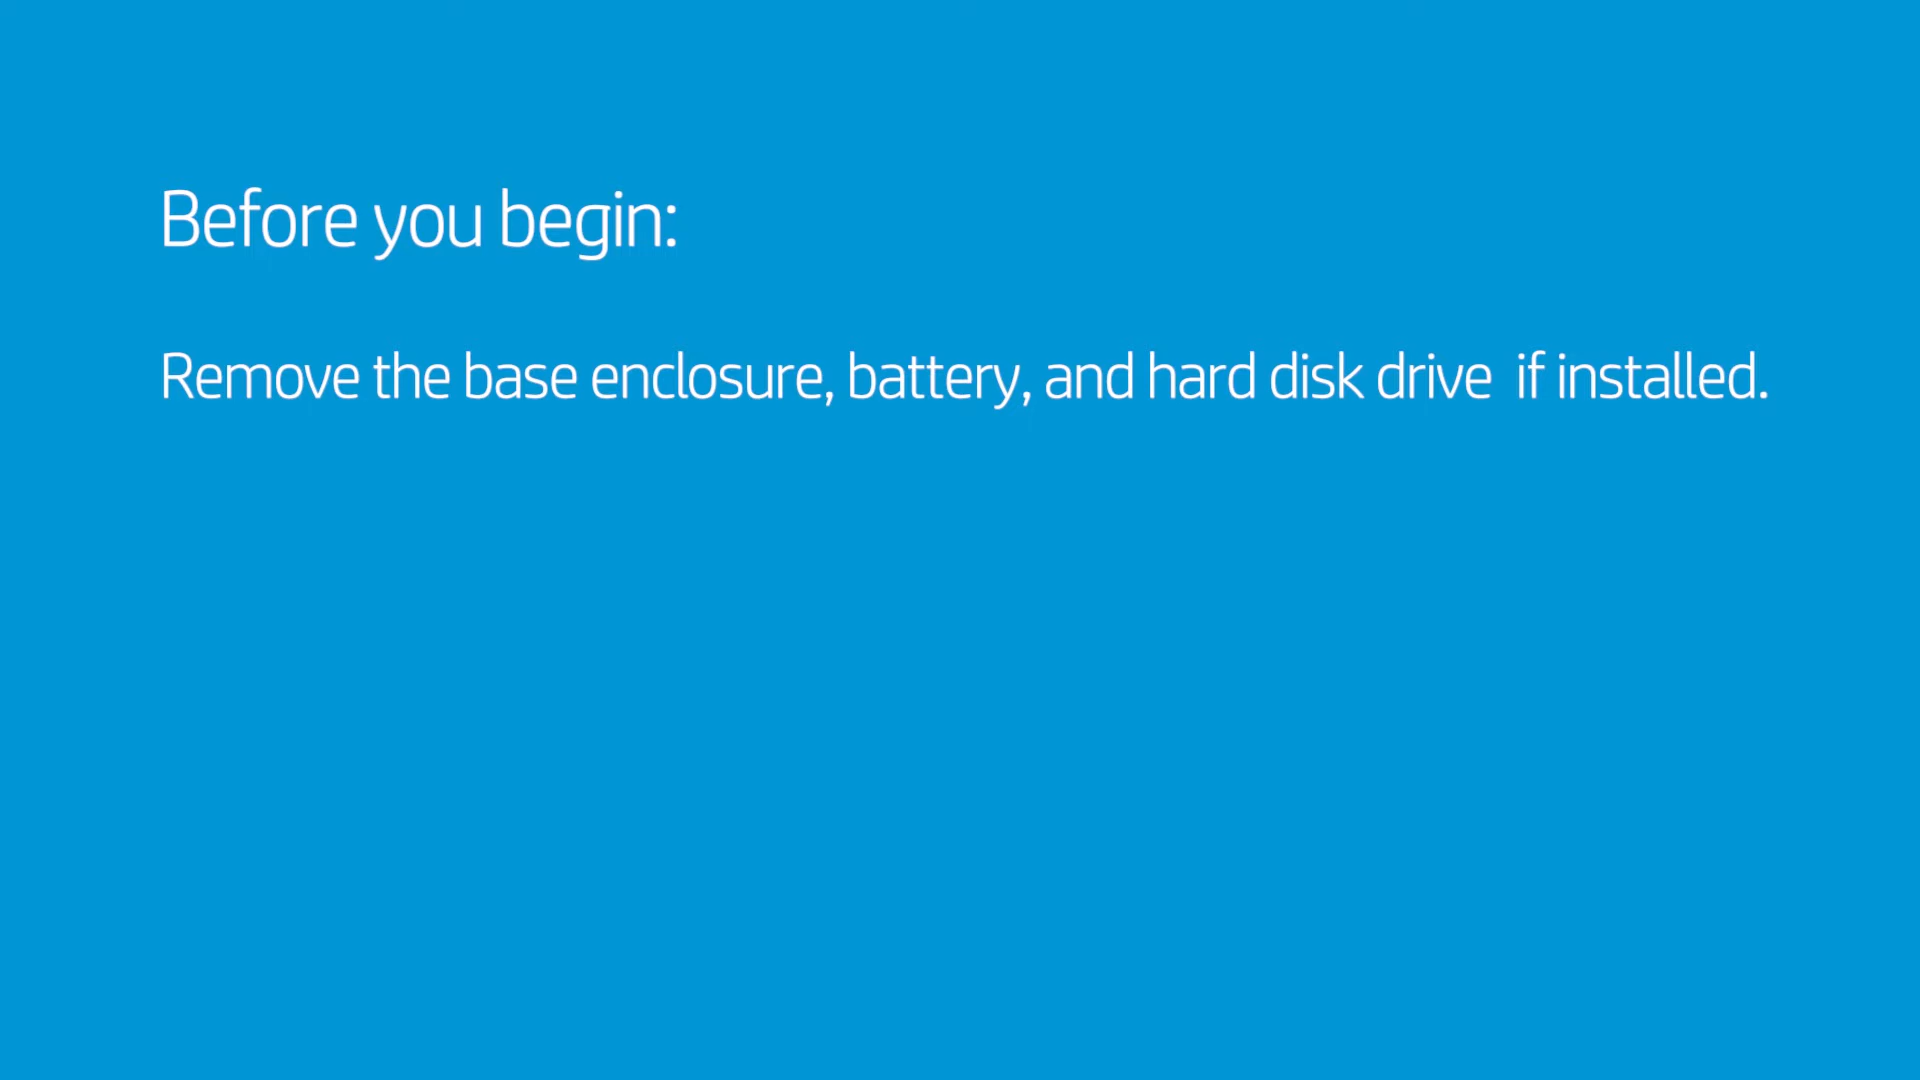 Before you begin:
Remove the base enclosure, battery, and hard disk drive  if installed.